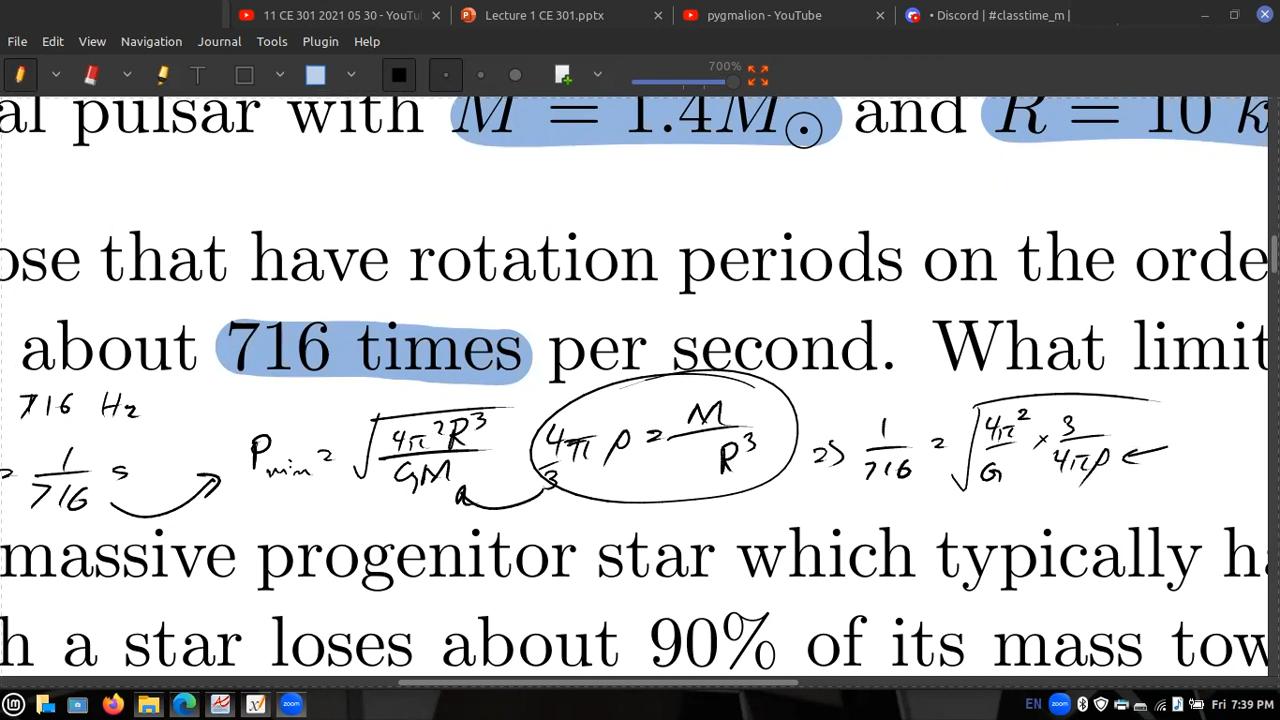 11 CE 301 2021 05 30 - YouTu Lecture 1 CE 301.pptx pygmalion - YouTube • Discord | #classtime_m |
File Edit View Navigation Journal Tools Plugin Help
700%
al pulsar with M = 1.4M⊙ and R = 10 k
ose that have rotation periods on the orde
about 716 times per second. What limit
716 Hz
= 1/716 s P_min = √(4π²R³/GM) 4π/3 ρ = M/R³ => 1/716 = √(4π²/G × 3/4πρ) ←
massive progenitor star which typically ha
h a star loses about 90% of its mass tow
EN Fri, 7:39 PM